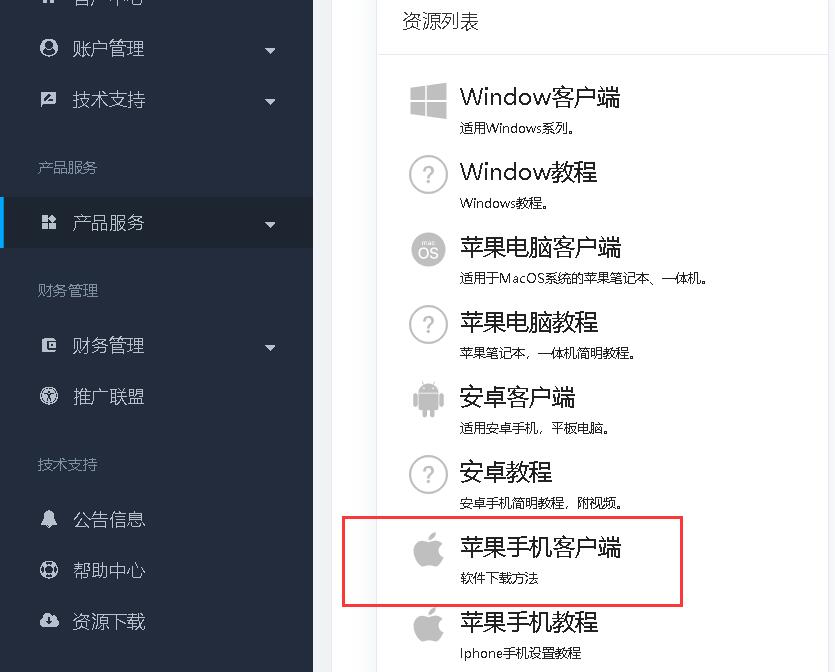 客户中心
账户管理
技术支持
产品服务
产品服务
财务管理
财务管理
推广联盟
技术支持
公告信息
帮助中心
资源下载
资源列表
Window客户端
适用Windows系列。
?
Window教程
Windows教程。
mac
OS
苹果电脑客户端
适用于MacOS系统的苹果笔记本、一体机。
?
苹果电脑教程
苹果笔记本，一体机简明教程。
安卓客户端
适用安卓手机，平板电脑。
?
安卓教程
安卓手机简明教程，附视频。
苹果手机客户端
软件下载方法
苹果手机教程
Iphone手机设置教程